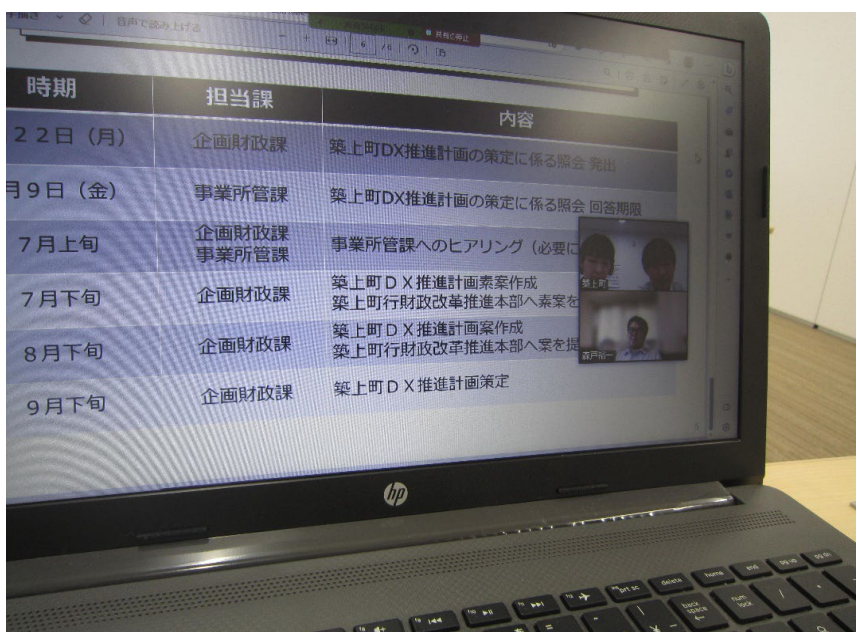 音声で読み上げる
共有の停止
時期 担当課 内容
22日（月） 企画財政課 築上町DX推進計画の策定に係る照会 発出
月9日（金） 事業所管課 築上町DX推進計画の策定に係る照会 回答期限
7月上旬 企画財政課
事業所管課 事業所管課へのヒアリング（必要に
7月下旬 企画財政課 築上町ＤＸ推進計画素案作成
築上町行財政改革推進本部へ素案を
8月下旬 企画財政課 築上町ＤＸ推進計画案作成
築上町行財政改革推進本部へ案を提
9月下旬 企画財政課 築上町ＤＸ推進計画策定
築上町
森戸裕一
hp
prt sc
delete
home
end
pg up
pg dn
back
space
num
lock